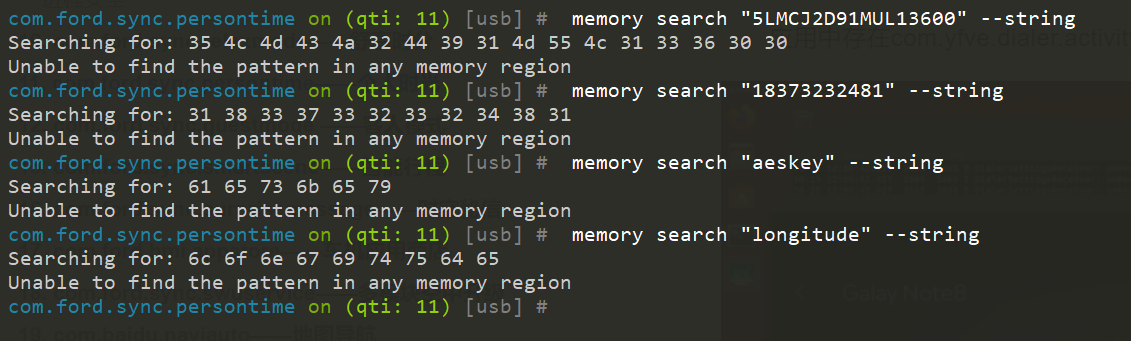 com.ford.sync.persontime on (qti: 11) [usb] # memory search "5LMCJ2D91MUL13600" --string
Searching for: 35 4c 4d 43 4a 32 44 39 31 4d 55 4c 31 33 36 30 30
Unable to find the pattern in any memory region
com.ford.sync.persontime on (qti: 11) [usb] # memory search "18373232481" --string
Searching for: 31 38 33 37 33 32 33 32 34 38 31
Unable to find the pattern in any memory region
com.ford.sync.persontime on (qti: 11) [usb] # memory search "aeskey" --string
Searching for: 61 65 73 6b 65 79
Unable to find the pattern in any memory region
com.ford.sync.persontime on (qti: 11) [usb] # memory search "longitude" --string
Searching for: 6c 6f 6e 67 69 74 75 64 65
Unable to find the pattern in any memory region
com.ford.sync.persontime on (qti: 11) [usb] #